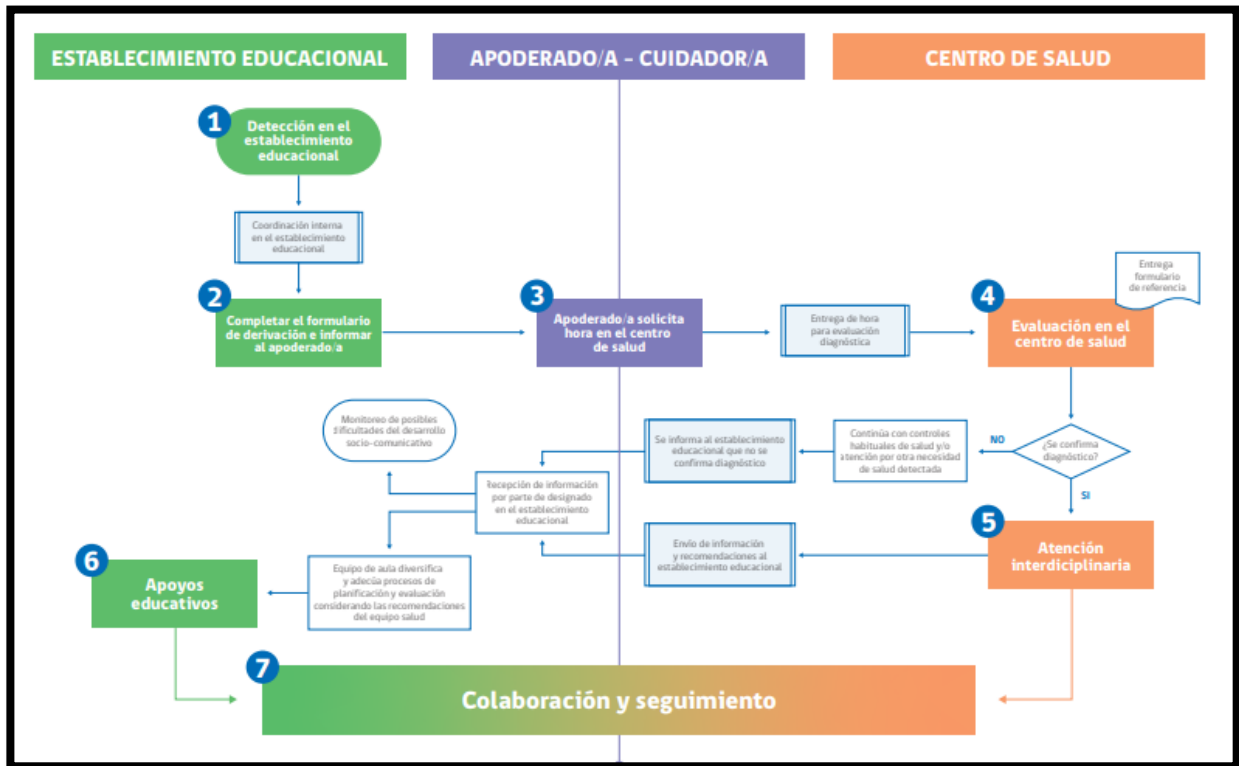 ESTABLECIMIENTO EDUCACIONAL
APODERADO/A – CUIDADOR/A
CENTRO DE SALUD
1
Detección en el
establecimiento
educacional
Coordinación interna
en el establecimiento
educacional
2
Completar el formulario
de derivación e informar
al apoderado/a
3
Apoderado/a solicita
hora en el centro
de salud
Entrega de hora
para evaluación
diagnóstica
Entrega
formulario
de referencia
4
Evaluación en el
centro de salud
¿Se confirma
diagnóstico?
NO
SI
Continúa con controles
habituales de salud y/o
atención por otra necesidad
de salud detectada
Se informa al establecimiento
educacional que no se
confirma diagnóstico
Monitoreo de posibles
dificultades del desarrollo
socio-comunicativo
Recepción de información
por parte de designado
en el establecimiento
educacional
5
Atención
interdiciplinaria
Envío de información
y recomendaciones al
establecimiento educacional
Equipo de aula diversifica
y adecúa procesos de
planificación y evaluación
considerando las recomendaciones
del equipo salud
6
Apoyos
educativos
7
Colaboración y seguimiento